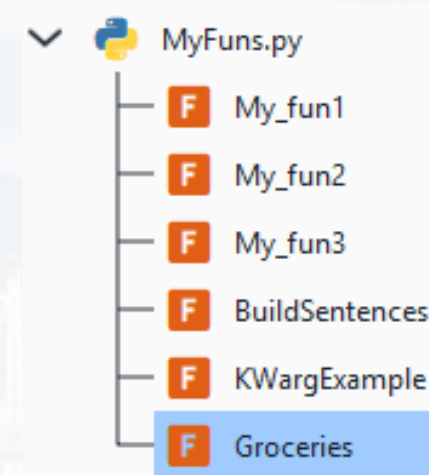 MyFuns.py
F My_fun1
F My_fun2
F My_fun3
F BuildSentences
F KWargExample
F Groceries